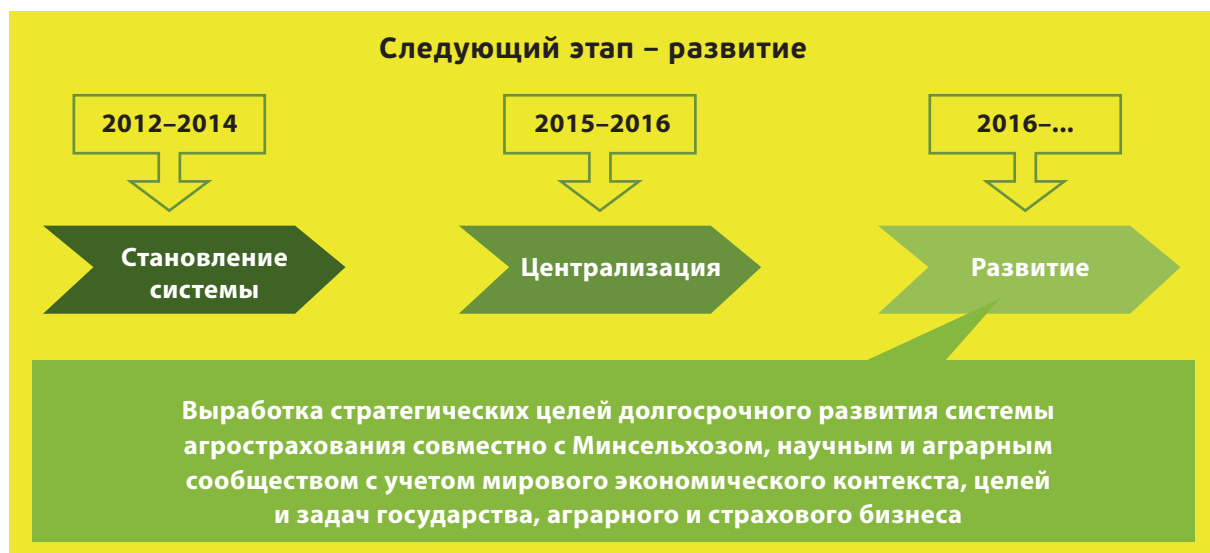 Следующий этап – развитие
2012–2014
2015–2016
2016–...
Становление
системы
Централизация
Развитие
Выработка стратегических целей долгосрочного развития системы
агрострахования совместно с Минсельхозом, научным и аграрным
сообществом с учетом мирового экономического контекста, целей
и задач государства, аграрного и страхового бизнеса